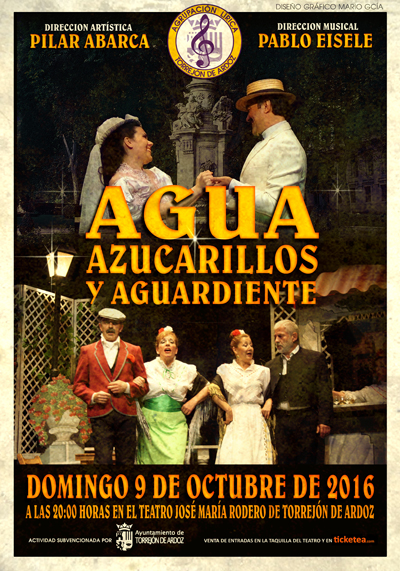 DISEÑO GRÁFICO MARIO GCÍA
DIRECCION ARTÍSTICA
PILAR ABARCA
AGRUPACION LIRICA
TORREJÓN DE ARDOZ
DIRECCION MUSICAL
PABLO EISELE
AGUA
AZUCARILLOS
Y AGUARDIENTE
DOMINGO 9 DE OCTUBRE DE 2016
A LAS 20:00 HORAS EN EL TEATRO JOSÉ MARÍA RODERO DE TORREJÓN DE ARDOZ
ACTIVIDAD SUBVENCIONADA POR
Ayuntamiento de
TORREJÓN DE ARDOZ
VENTA DE ENTRADAS EN LA TAQUILLA DEL TEATRO Y EN ticketea.com